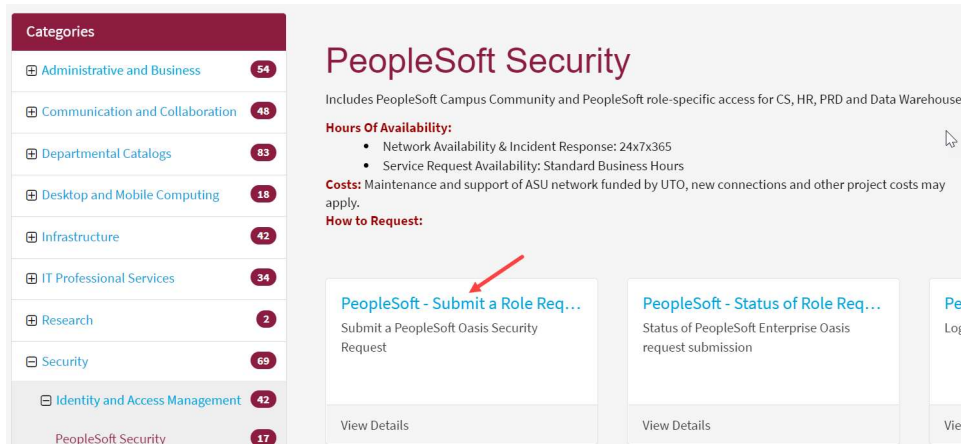 Categories
Administrative and Business 54
Communication and Collaboration 48
Departmental Catalogs 83
Desktop and Mobile Computing 18
Infrastructure 42
IT Professional Services 34
Research 2
Security 69
Identity and Access Management 42
PeopleSoft Security 17
PeopleSoft Security
Includes PeopleSoft Campus Community and PeopleSoft role-specific access for CS, HR, PRD and Data Warehouse
Hours Of Availability:
• Network Availability & Incident Response: 24x7x365
• Service Request Availability: Standard Business Hours
Costs: Maintenance and support of ASU network funded by UTO, new connections and other project costs may
apply.
How to Request:
PeopleSoft - Submit a Role Req...
Submit a PeopleSoft Oasis Security
Request
View Details
PeopleSoft - Status of Role Req...
Status of PeopleSoft Enterprise Oasis
request submission
View Details